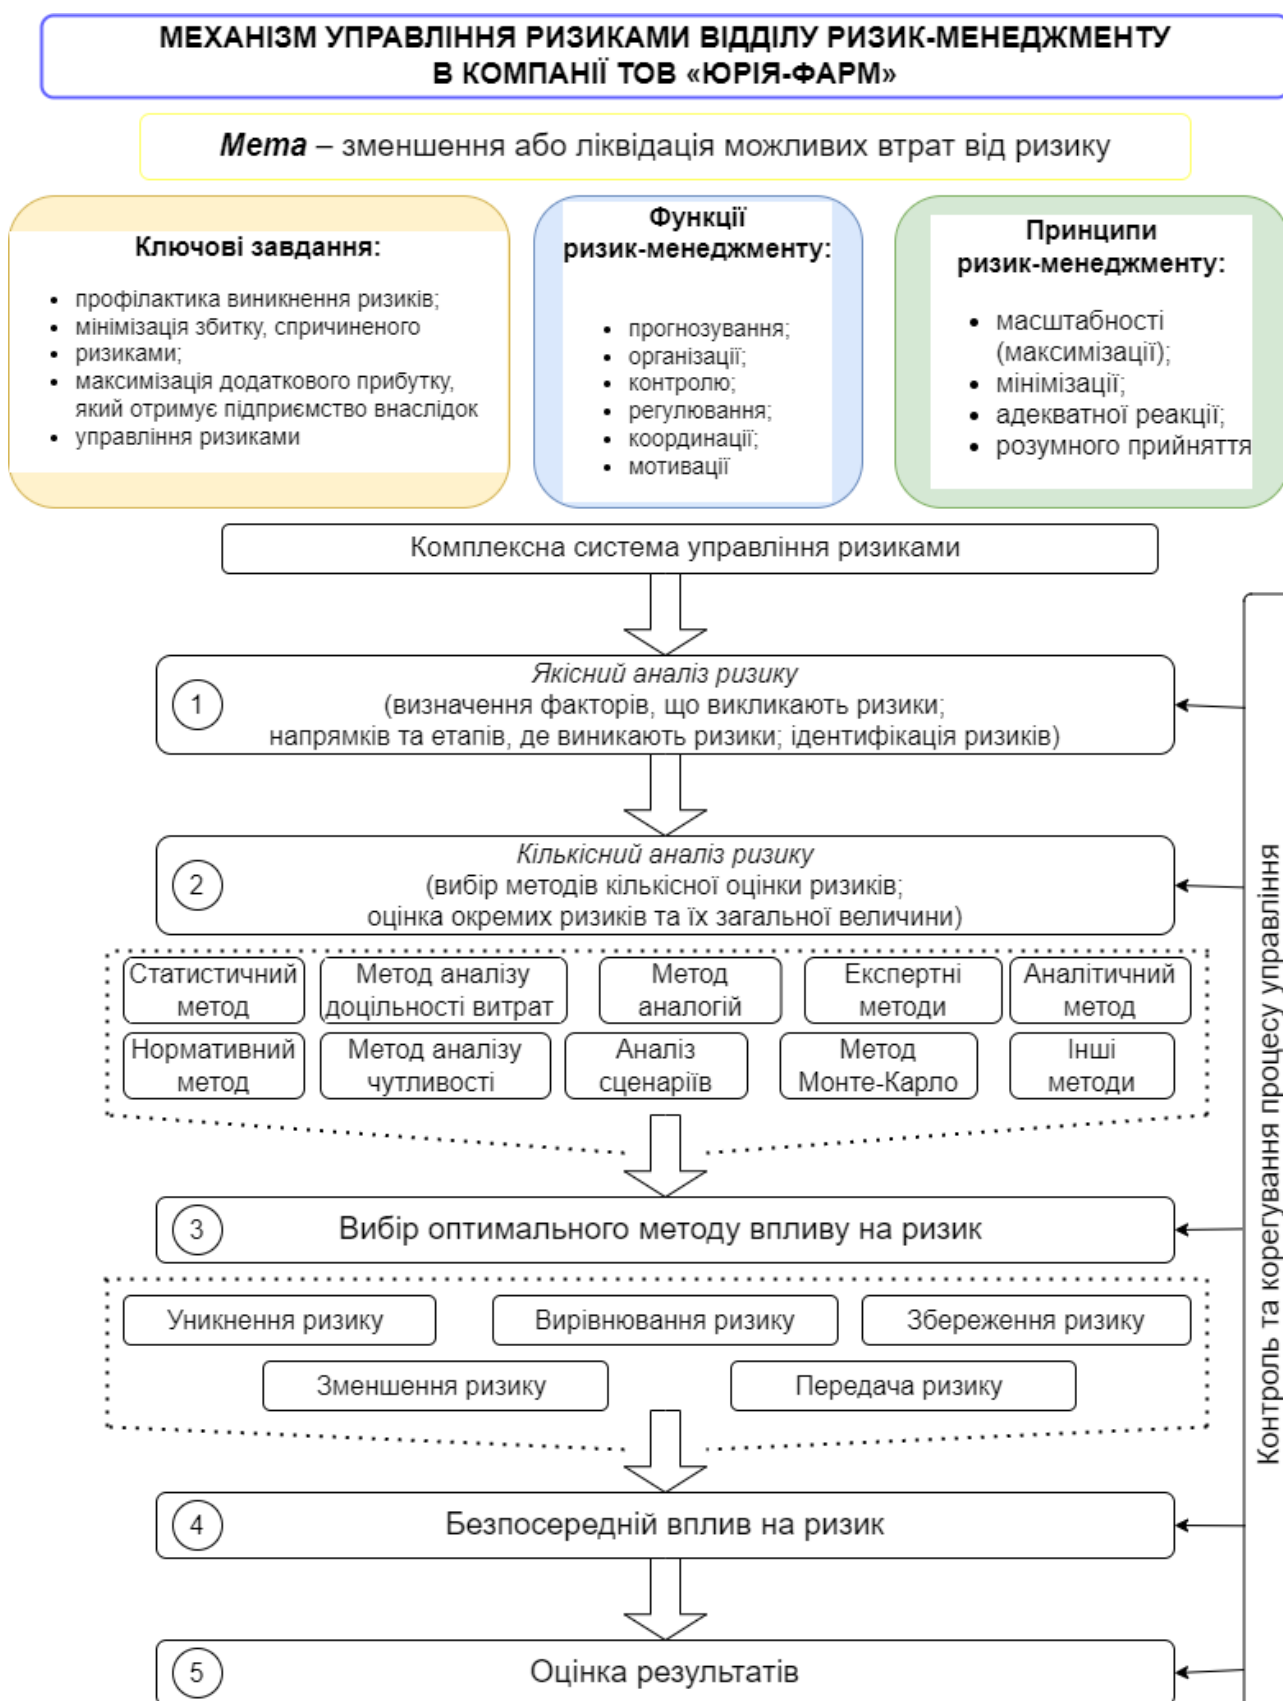 МЕХАНІЗМ УПРАВЛІННЯ РИЗИКАМИ ВІДДІЛУ РИЗИК-МЕНЕДЖМЕНТУ
В КОМПАНІЇ ТОВ «ЮРІЯ-ФАРМ»
Мета – зменшення або ліквідація можливих втрат від ризику
Ключові завдання:
• профілактика виникнення ризиків;
• мінімізація збитку, спричиненого
• ризиками;
• максимізація додаткового прибутку,
який отримує підприємство внаслідок
• управління ризиками
Функції
ризик-менеджменту:
• прогнозування;
• організації;
• контролю;
• регулювання;
• координації;
• мотивації
Принципи
ризик-менеджменту:
• масштабності
(максимізації);
• мінімізації;
• адекватної реакції;
• розумного прийняття
Комплексна система управління ризиками
1
Якісний аналіз ризику
(визначення факторів, що викликають ризики;
напрямків та етапів, де виникають ризики; ідентифікація ризиків)
2
Кількісний аналіз ризику
(вибір методів кількісної оцінки ризиків;
оцінка окремих ризиків та їх загальної величини)
Статистичний
метод
Метод аналізу
доцільності витрат
Метод
аналогій
Експертні
методи
Аналітичний
метод
Нормативний
метод
Метод аналізу
чутливості
Аналіз
сценаріїв
Метод
Монте-Карло
Інші
методи
3
Вибір оптимального методу впливу на ризик
Уникнення ризику
Вирівнювання ризику
Збереження ризику
Зменшення ризику
Передача ризику
4
Безпосередній вплив на ризик
5
Оцінка результатів
Контроль та корегування процесу управління